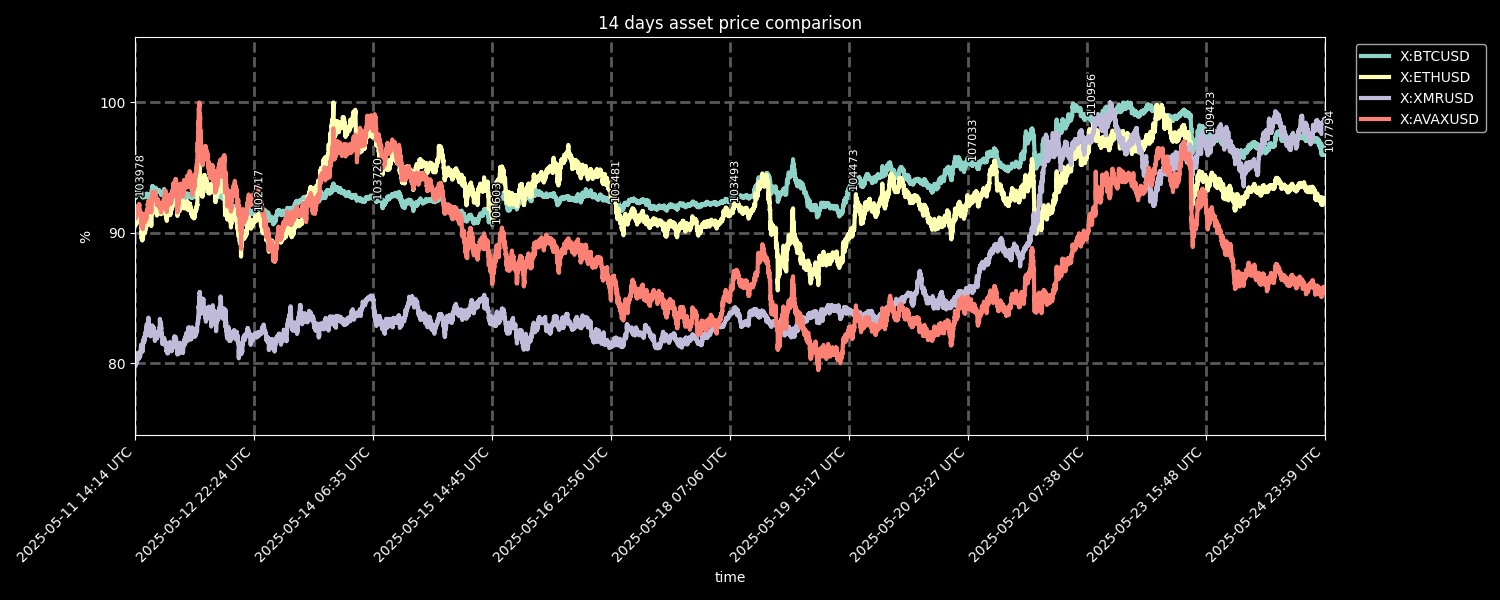 14 days asset price comparison
X:BTCUSD
X:ETHUSD
X:XMRUSD
X:AVAXUSD
100
90
80
%
103978
102717
103720
101603
103481
103493
104473
107033
110956
109423
107794
2025-05-11 14:14 UTC
2025-05-12 22:24 UTC
2025-05-14 06:35 UTC
2025-05-15 14:45 UTC
2025-05-16 22:56 UTC
2025-05-18 07:06 UTC
2025-05-19 15:17 UTC
2025-05-20 23:27 UTC
2025-05-22 07:38 UTC
2025-05-23 15:48 UTC
2025-05-24 23:59 UTC
time